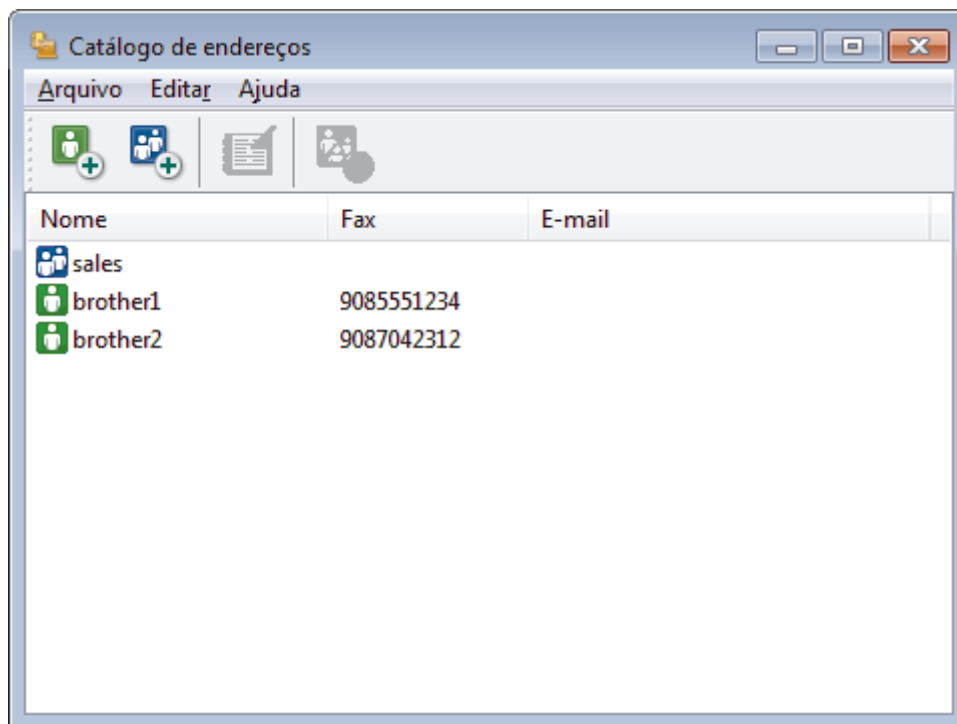 Catálogo de endereços
Arquivo Editar Ajuda
Nome Fax E-mail
sales
brother1 9085551234
brother2 9087042312